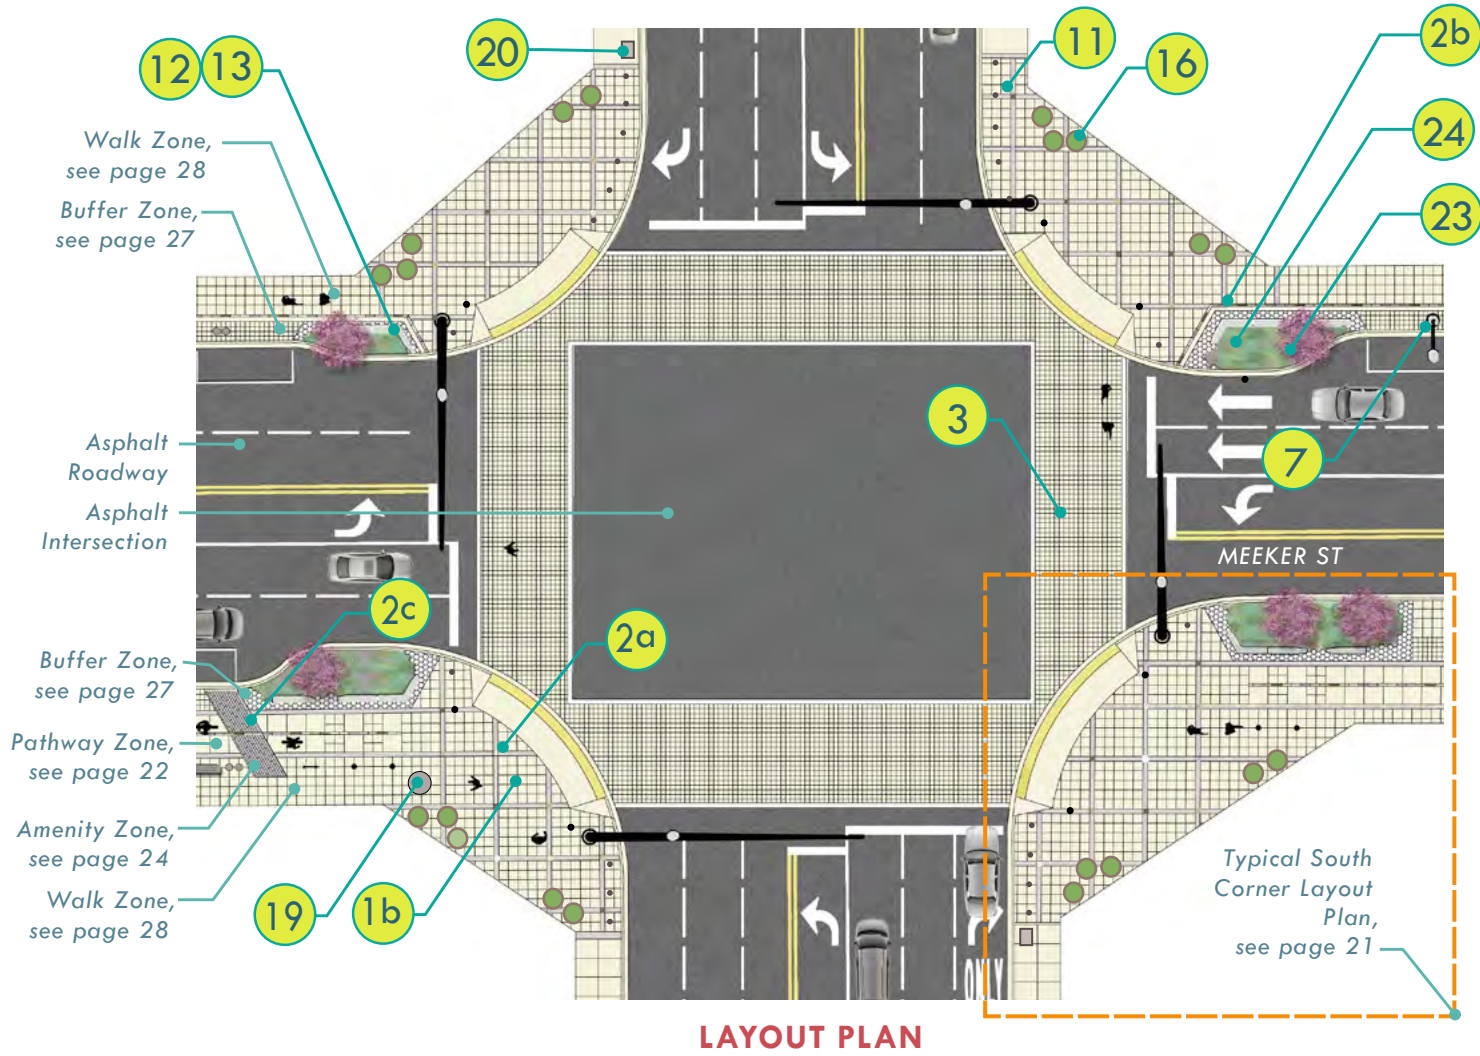 20
11
2b
12
13
16
24
Walk Zone,
see page 28
Buffer Zone,
see page 27
23
3
7
Asphalt
Roadway
Asphalt
Intersection
MEEKER ST
2c
2a
Buffer Zone,
see page 27
Pathway Zone,
see page 22
Amenity Zone,
see page 24
Walk Zone,
see page 28
19
1b
Typical South
Corner Layout
Plan,
see page 21
ONLY
LAYOUT PLAN